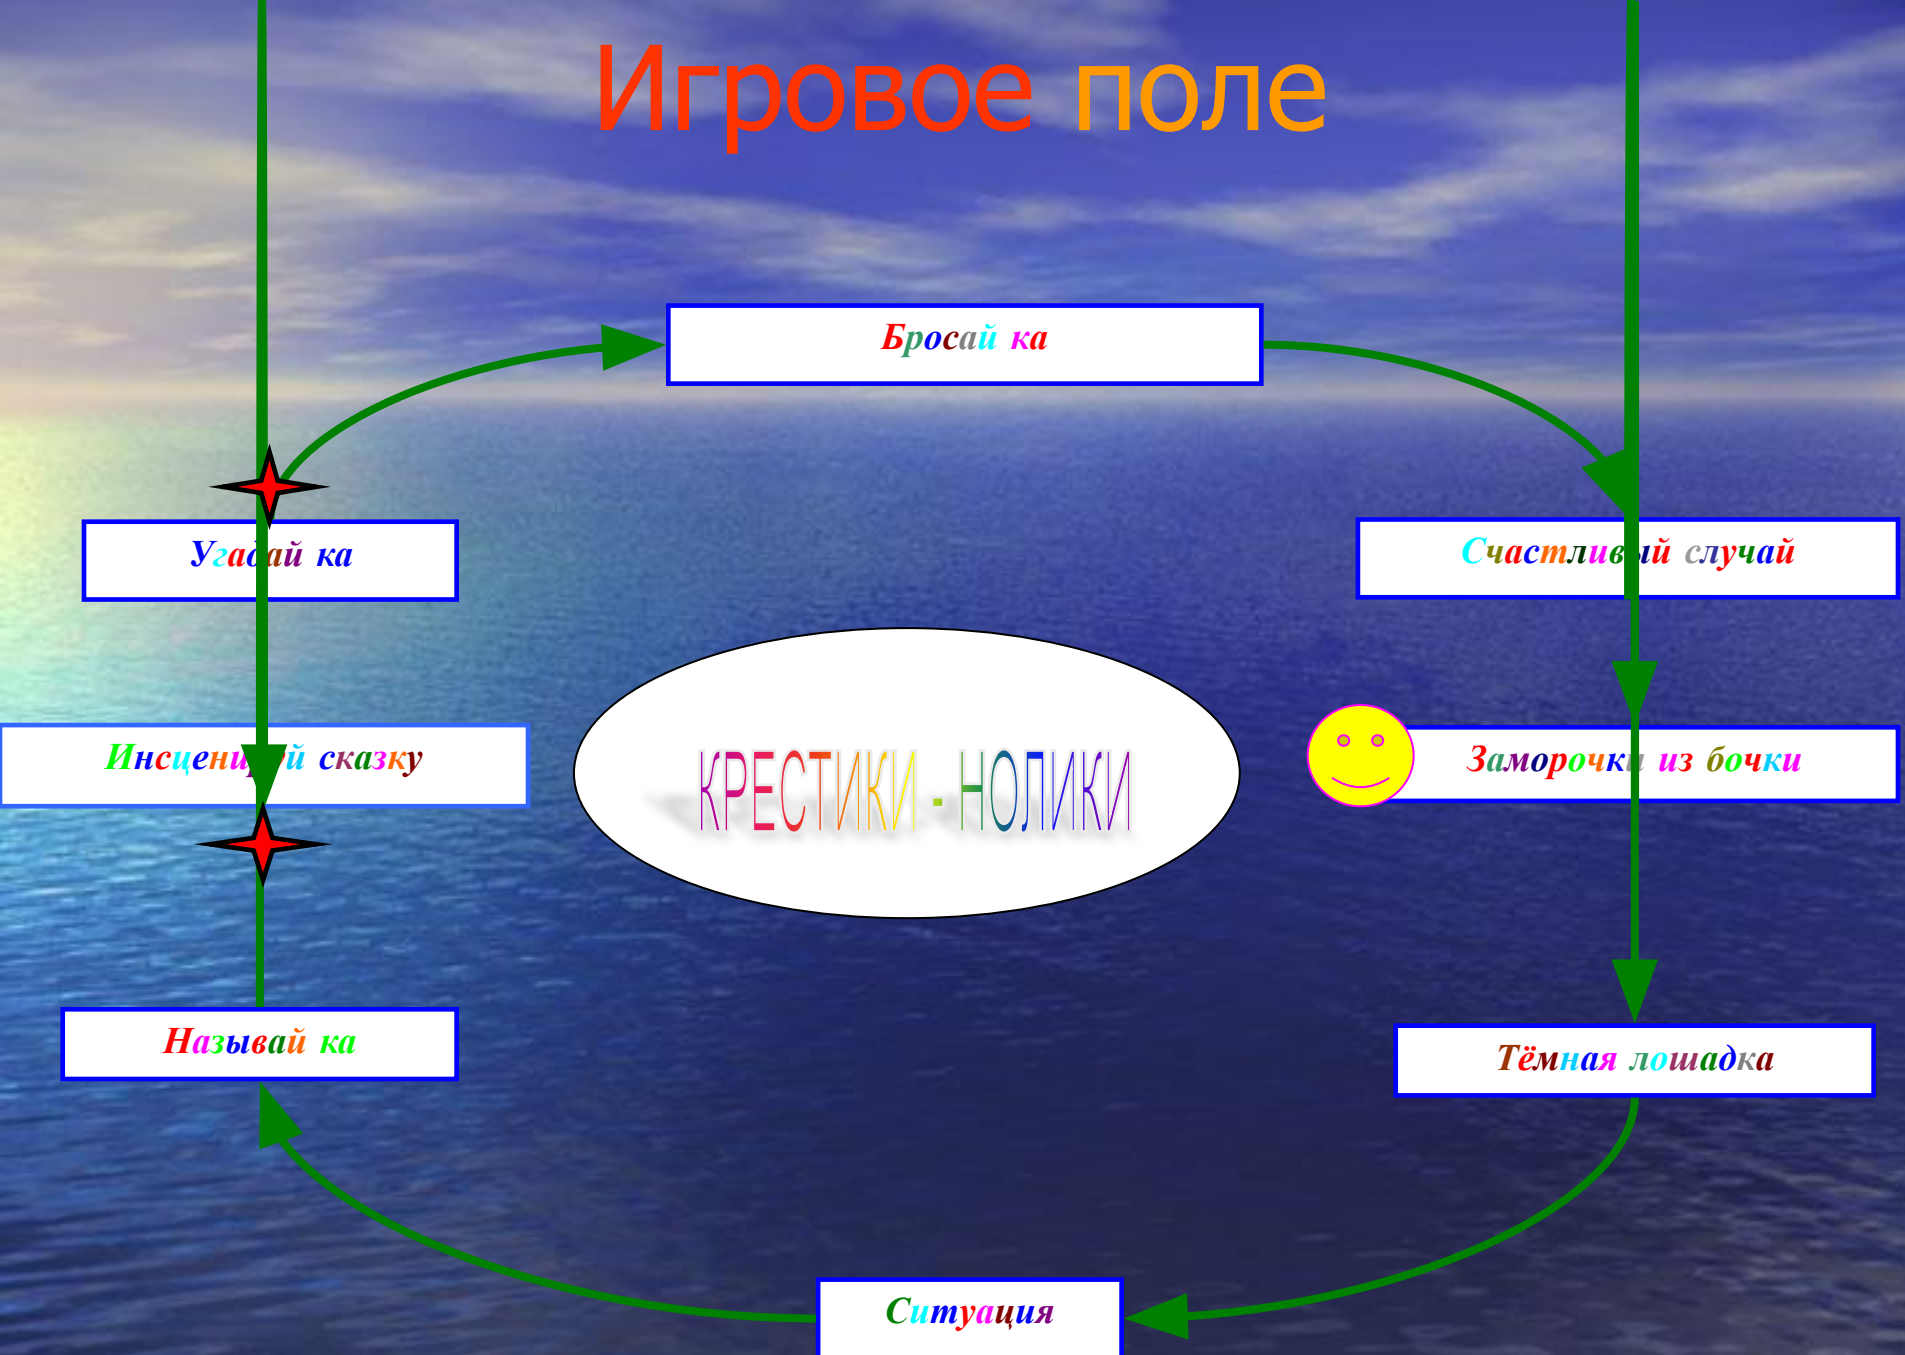 Игровое поле
Бросай ка
Угадай ка
Счастливый случай
Инсценируй сказку
КРЕСТИКИ - НОЛИКИ
Заморочки из бочки
Называй ка
Тёмная лошадка
Ситуация